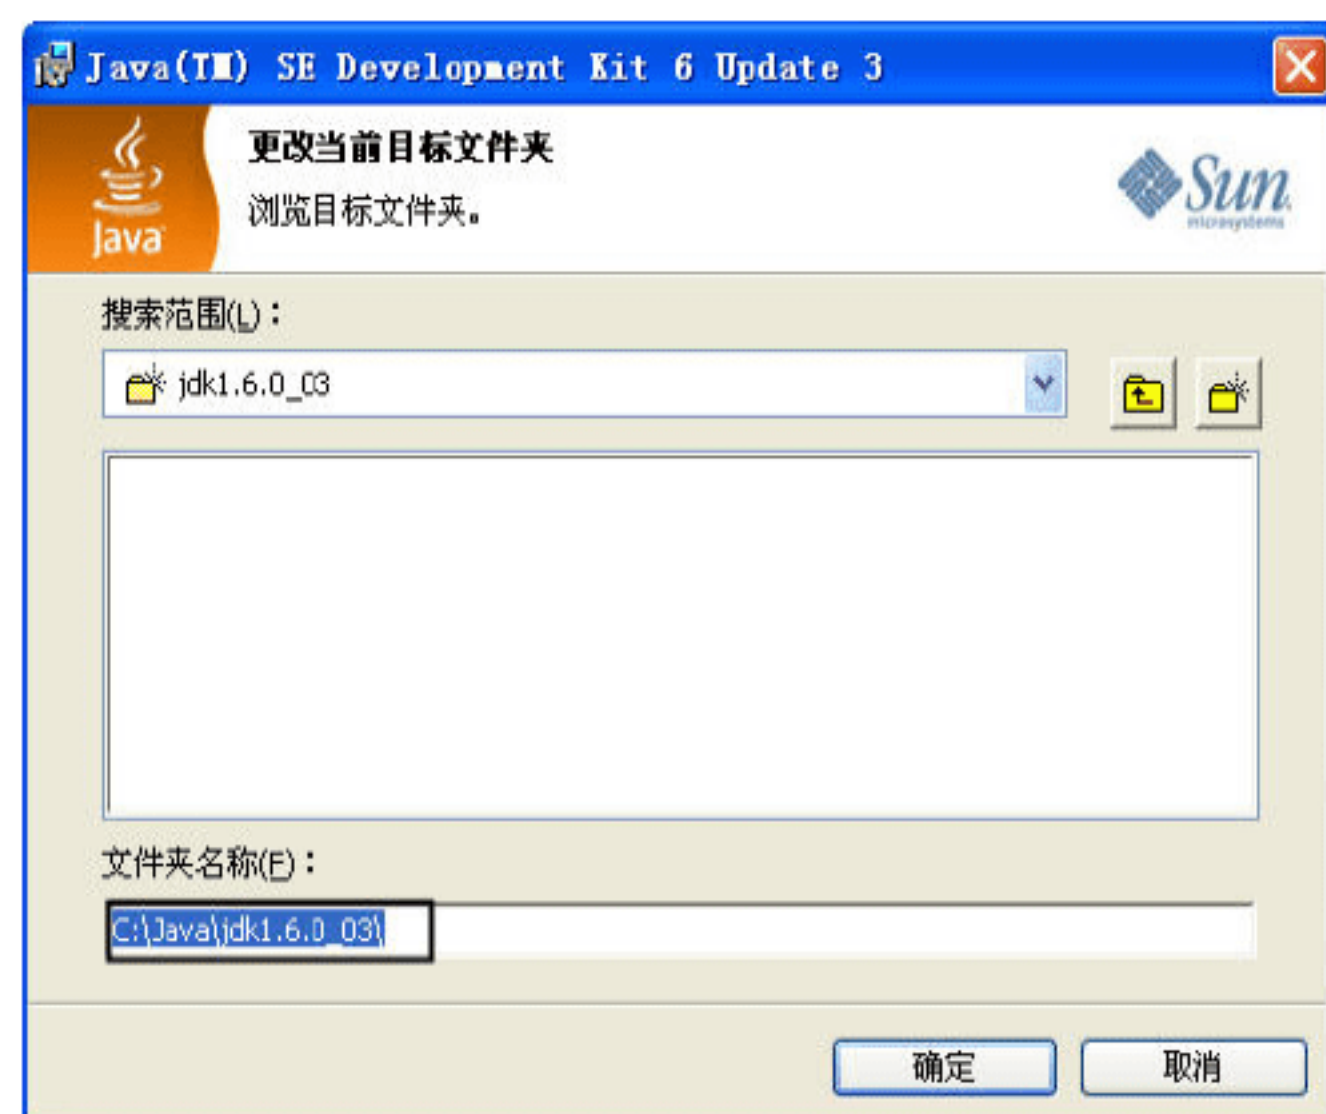 Java(TM) SE Development Kit 6 Update 3
更改当前目标文件夹
浏览目标文件夹。
Java
Sun
microsystems
搜索范围(L)：
jdk1.6.0_03
文件夹名称(F)：
C:\Java\jdk1.6.0_03\
确定
取消